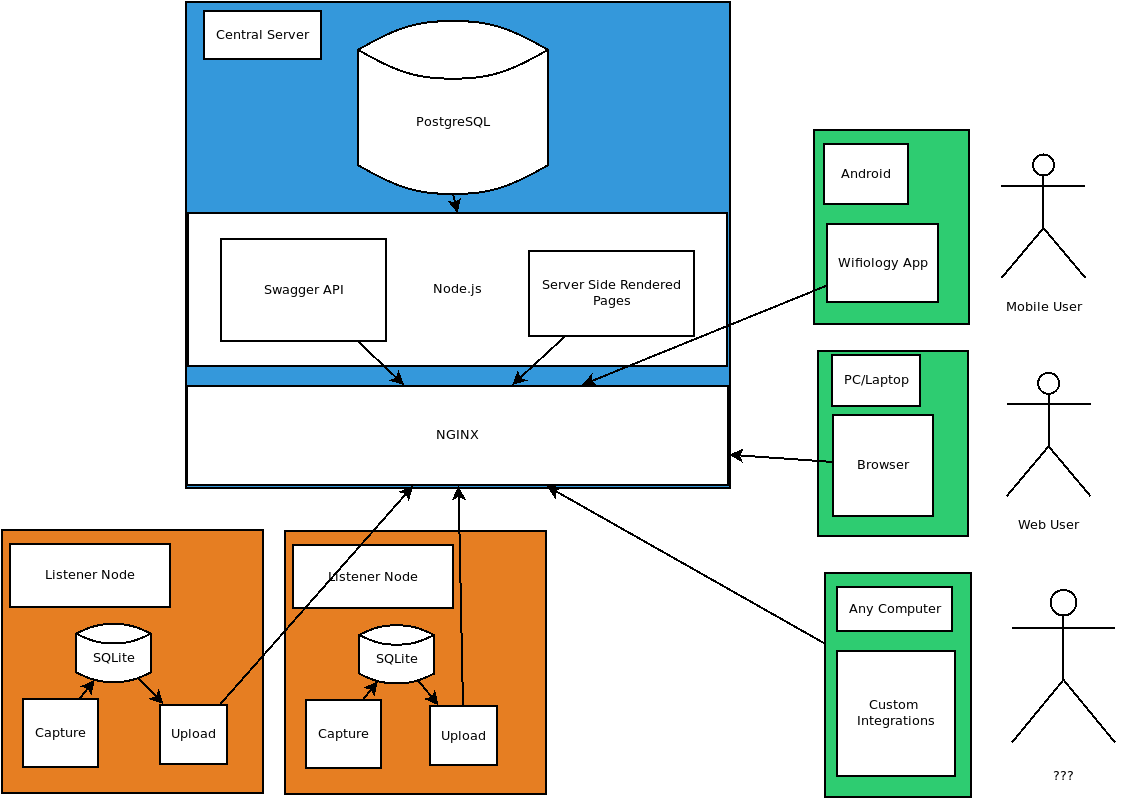 Central Server
PostgreSQL
Swagger API
Node.js
Server Side Rendered
Pages
NGINX
Android
Wifiology App
Mobile User
PC/Laptop
Browser
Web User
Listener Node
SQLite
Capture
Upload
Listener Node
SQLite
Capture
Upload
Any Computer
Custom
Integrations
???